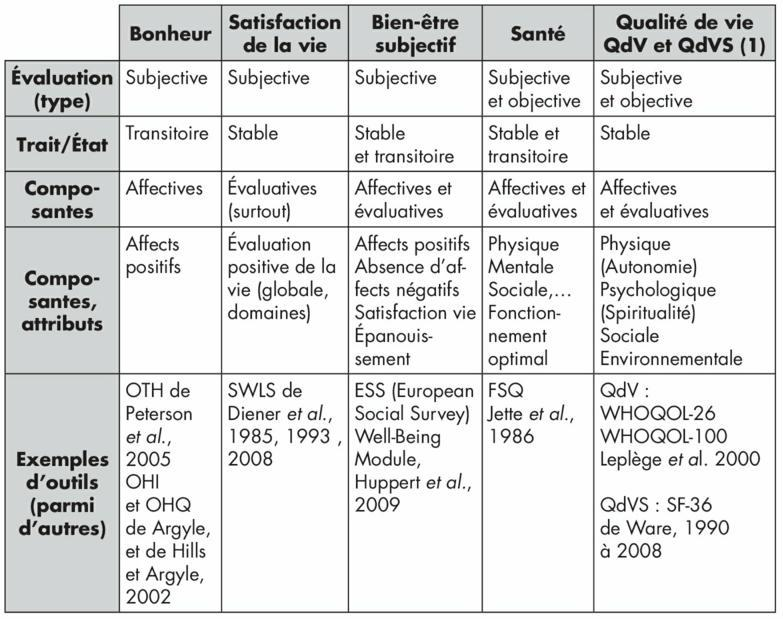 Bonheur
Satisfaction
de la vie
Bien-être
subjectif
Santé
Qualité de vie
QdV et QdVS (1)
Évaluation
(type)
Subjective
Subjective
Subjective
Subjective
et objective
Subjective
et objective
Trait/État
Transitoire
Stable
Stable
et transitoire
Stable et
transitoire
Stable
Compo-
santes
Affectives
Évaluatives
(surtout)
Affectives et
évaluatives
Affectives et
évaluatives
Affectives
et évaluatives
Compo-
santes,
attributs
Affects
positifs
Évaluation
positive de la
vie (globale,
domaines)
Affects positifs
Absence d'af-
fects négatifs
Satisfaction vie
Épanouis-
sement
Physique
Mentale
Sociale,...
Fonction-
nement
optimal
Physique
(Autonomie)
Psychologique
(Spiritualité)
Sociale
Environnementale
Exemples
d'outils
(parmi
d'autres)
OTH de
Peterson
et al.,
2005
OHI
et OHQ
de Argyle,
et de Hills
et Argyle,
2002
SWLS de
Diener et al.,
1985, 1993 ,
2008
ESS (European
Social Survey)
Well-Being
Module,
Huppert et al.,
2009
FSQ
Jette et al.,
1986
QdV :
WHOQOL-26
WHOQOL-100
Leplège et al. 2000
QdVS : SF-36
de Ware, 1990
à 2008